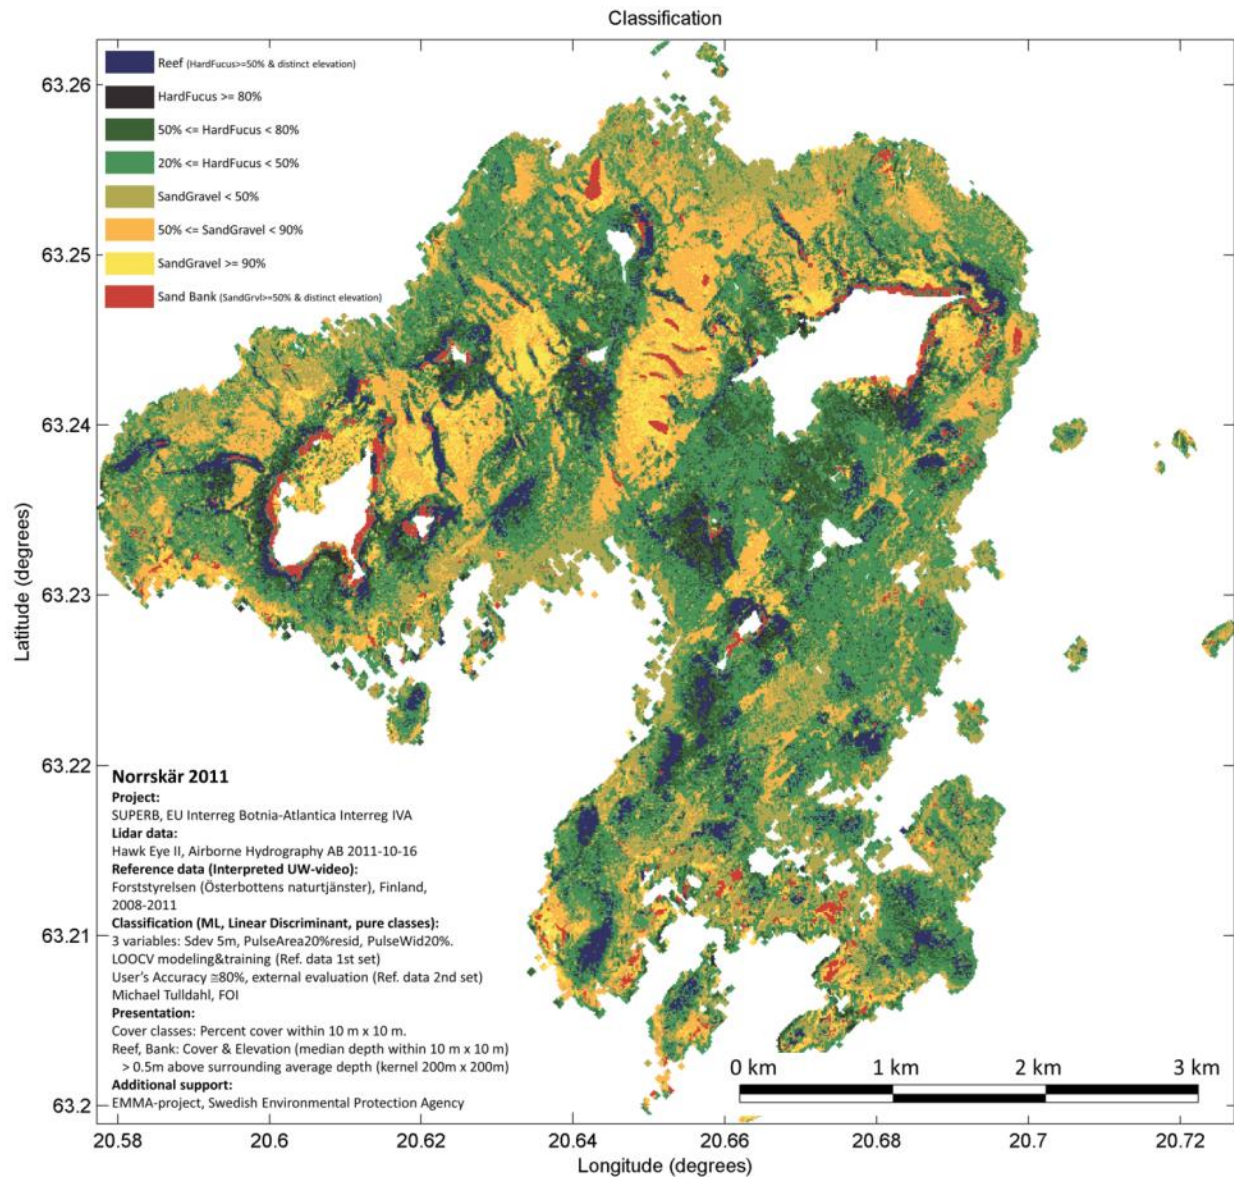 Classification
Reef (HardFucus>=50% & distinct elevation)
HardFucus >= 80%
50% <= HardFucus < 80%
20% <= HardFucus < 50%
SandGravel < 50%
50% <= SandGravel < 90%
SandGravel >= 90%
Sand Bank (SandGrvl>=50% & distinct elevation)
63.26
63.25
63.24
63.23
63.22
63.21
63.2
Latitude (degrees)
Norrskär 2011
Project:
SUPERB, EU Interreg Botnia-Atlantica Interreg IVA
Lidar data:
Hawk Eye II, Airborne Hydrography AB 2011-10-16
Reference data (Interpreted UW-video):
Forststyrelsen (Österbottens naturtjänster), Finland,
2008-2011
Classification (ML, Linear Discriminant, pure classes):
3 variables: Sdev 5m, PulseArea20%resid, PulseWid20%.
LOOCV modeling&training (Ref. data 1st set)
User's Accuracy ≅80%, external evaluation (Ref. data 2nd set)
Michael Tulldahl, FOI
Presentation:
Cover classes: Percent cover within 10 m x 10 m.
Reef, Bank: Cover & Elevation (median depth within 10 m x 10 m)
> 0.5m above surrounding average depth (kernel 200m x 200m)
Additional support:
EMMA-project, Swedish Environmental Protection Agency
0 km 1 km 2 km 3 km
20.58 20.6 20.62 20.64 20.66 20.68 20.7 20.72
Longitude (degrees)